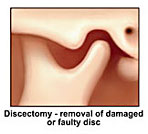 Discectomy - removal of damaged
or faulty disc